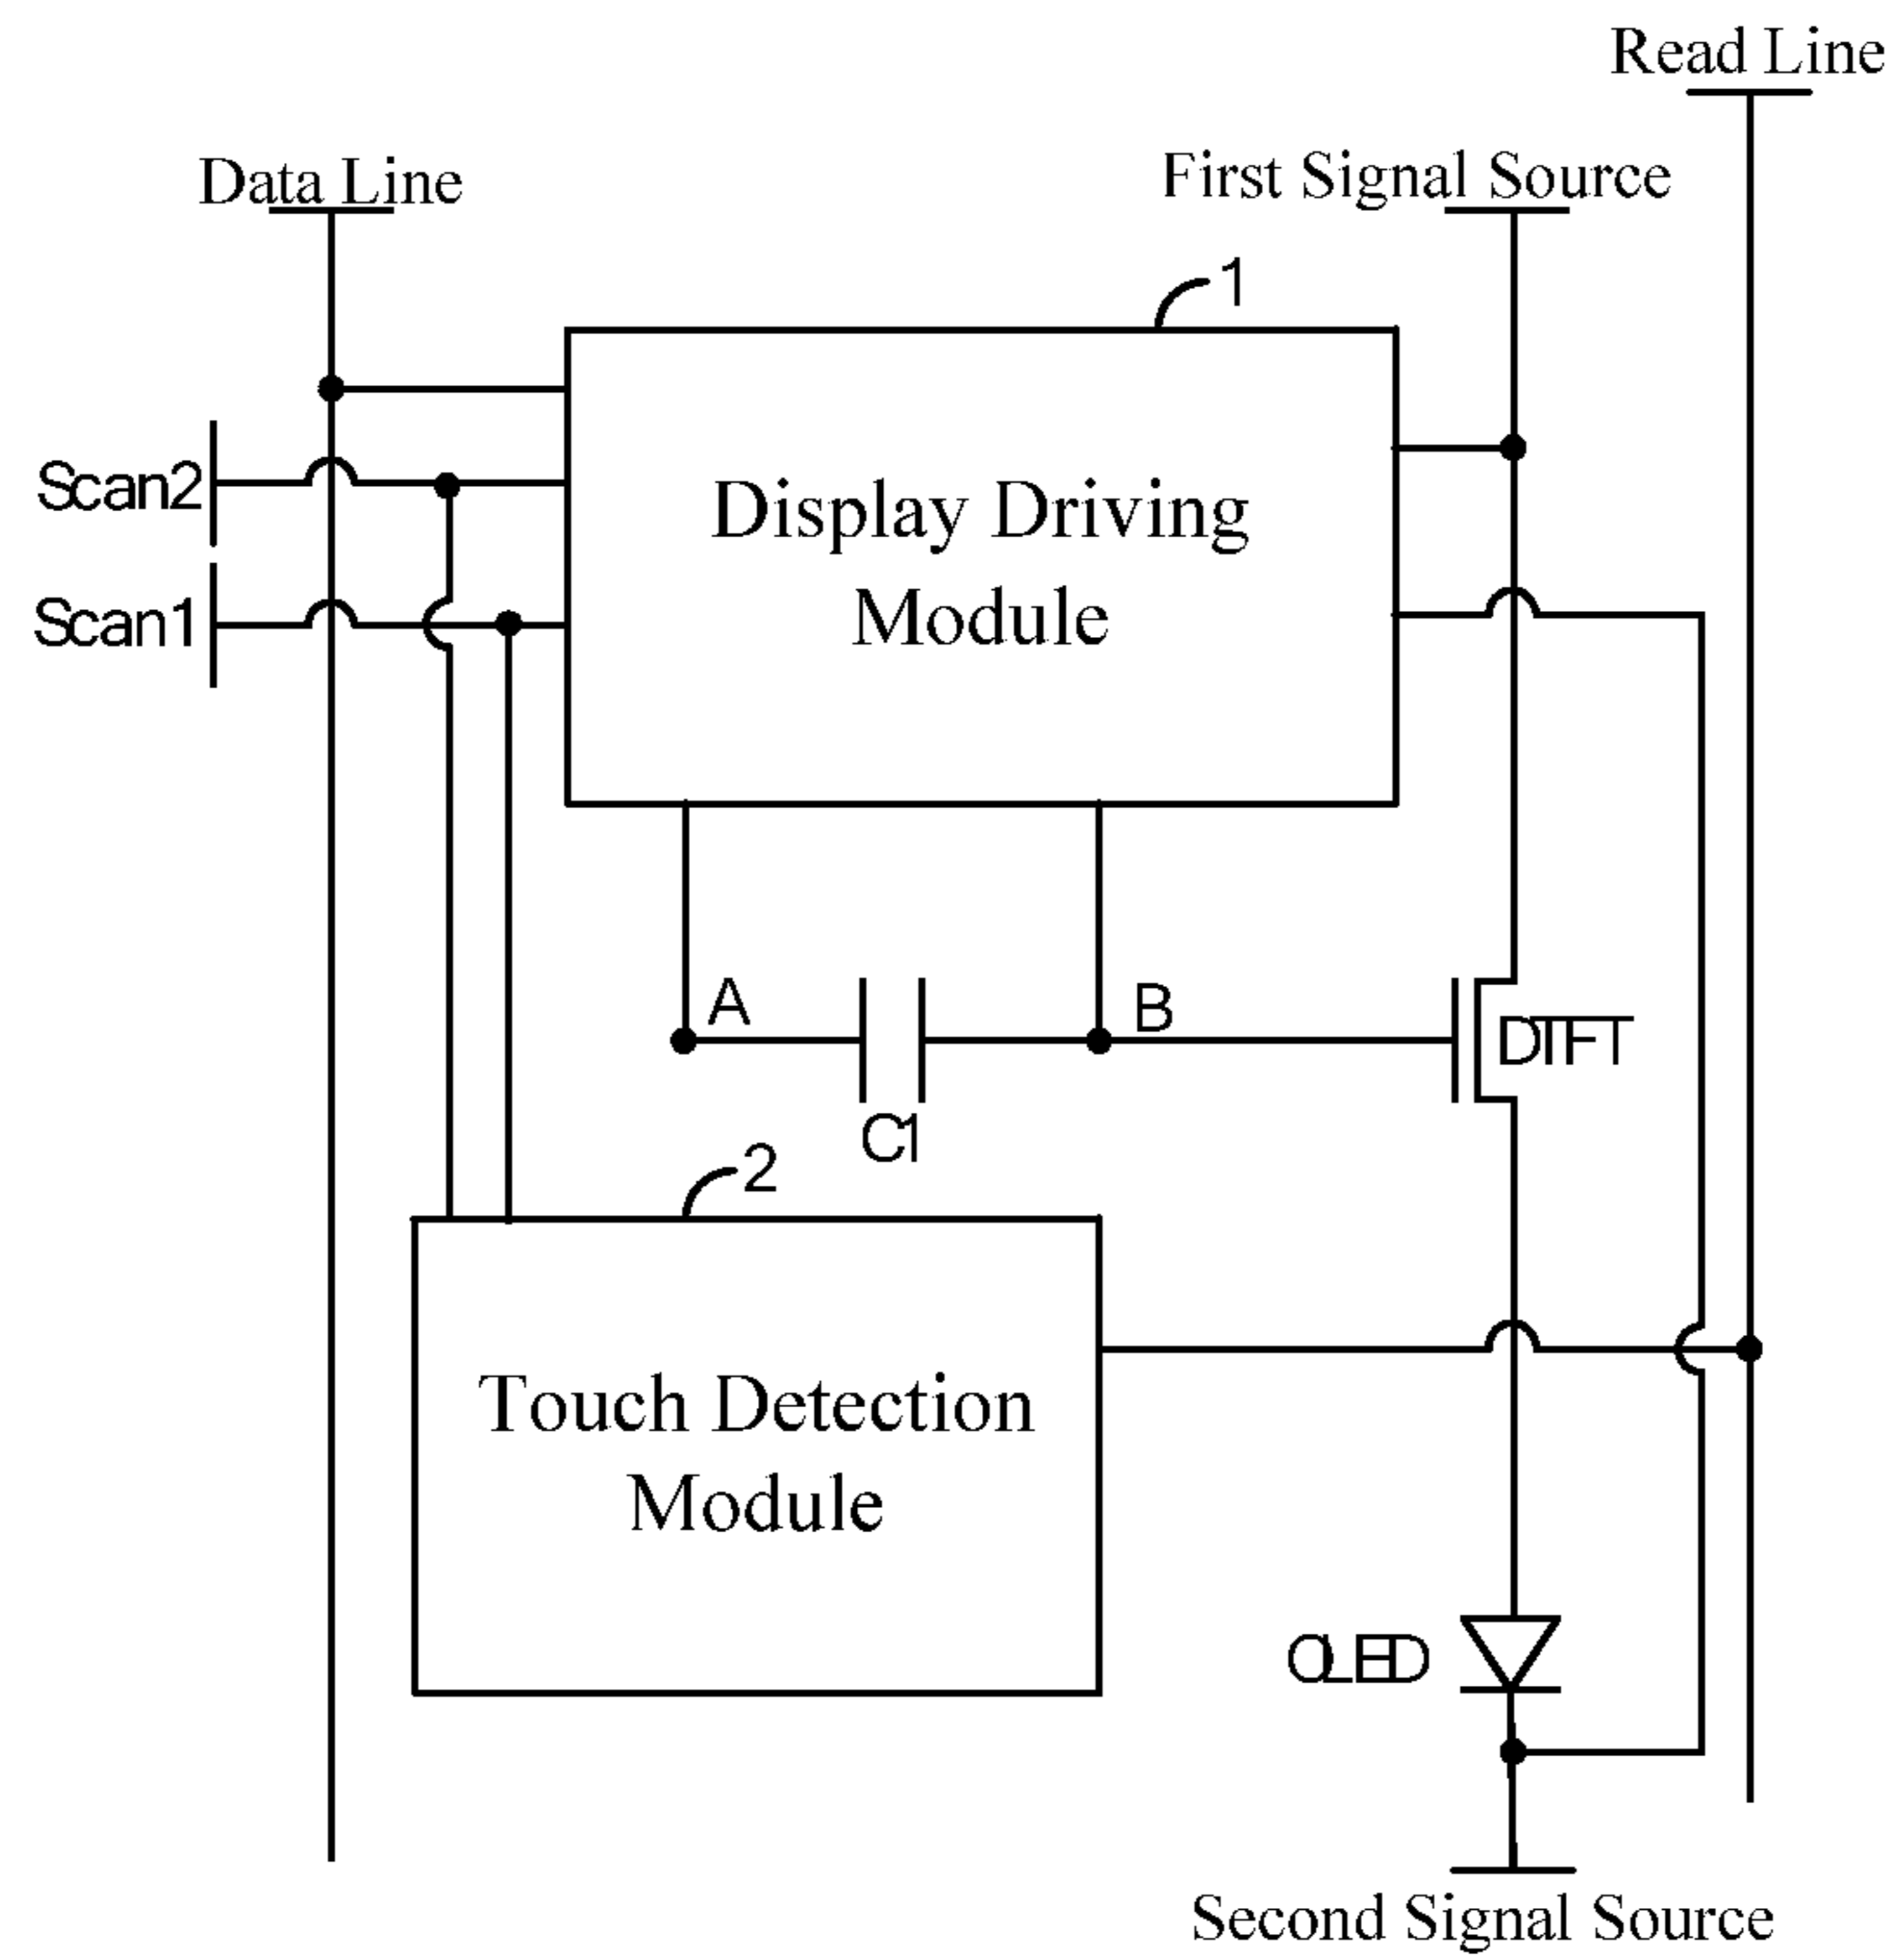 Read Line
Data Line
First Signal Source
1
Scan2
Display Driving
Module
Scan1
A
B
DTFT
C1
2
Touch Detection
Module
OLED
Second Signal Source